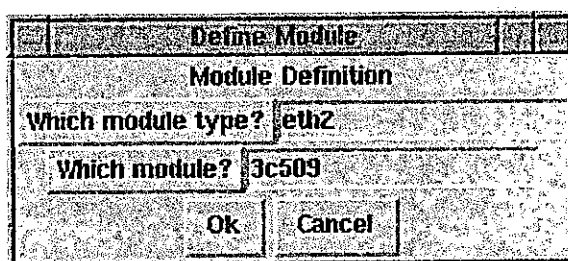 Define Module
Module Definition
Which module type? eth2
Which module? 3c509
Ok Cancel